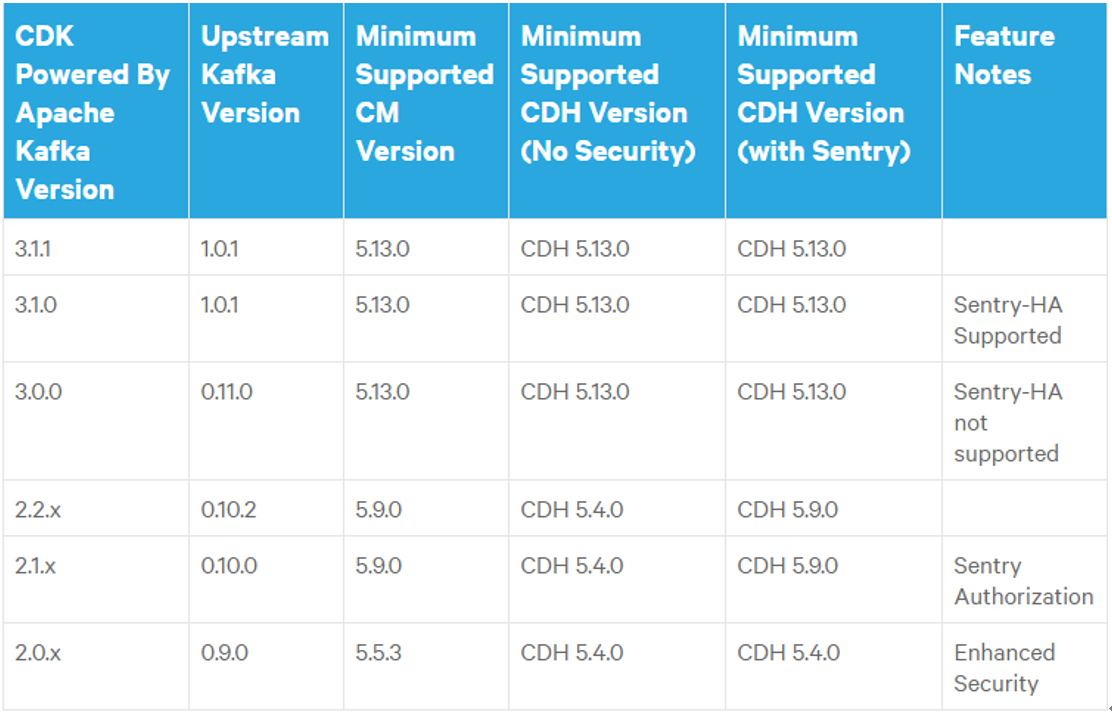 CDK
Powered By
Apache
Kafka
Version
Upstream
Kafka
Version
Minimum
Supported
CM
Version
Minimum
Supported
CDH Version
(No Security)
Minimum
Supported
CDH Version
(with Sentry)
Feature
Notes
3.1.1
1.0.1
5.13.0
CDH 5.13.0
CDH 5.13.0
3.1.0
1.0.1
5.13.0
CDH 5.13.0
CDH 5.13.0
Sentry-HA
Supported
3.0.0
0.11.0
5.13.0
CDH 5.13.0
CDH 5.13.0
Sentry-HA
not
supported
2.2.x
0.10.2
5.9.0
CDH 5.4.0
CDH 5.9.0
2.1.x
0.10.0
5.9.0
CDH 5.4.0
CDH 5.9.0
Sentry
Authorization
2.0.x
0.9.0
5.5.3
CDH 5.4.0
CDH 5.4.0
Enhanced
Security